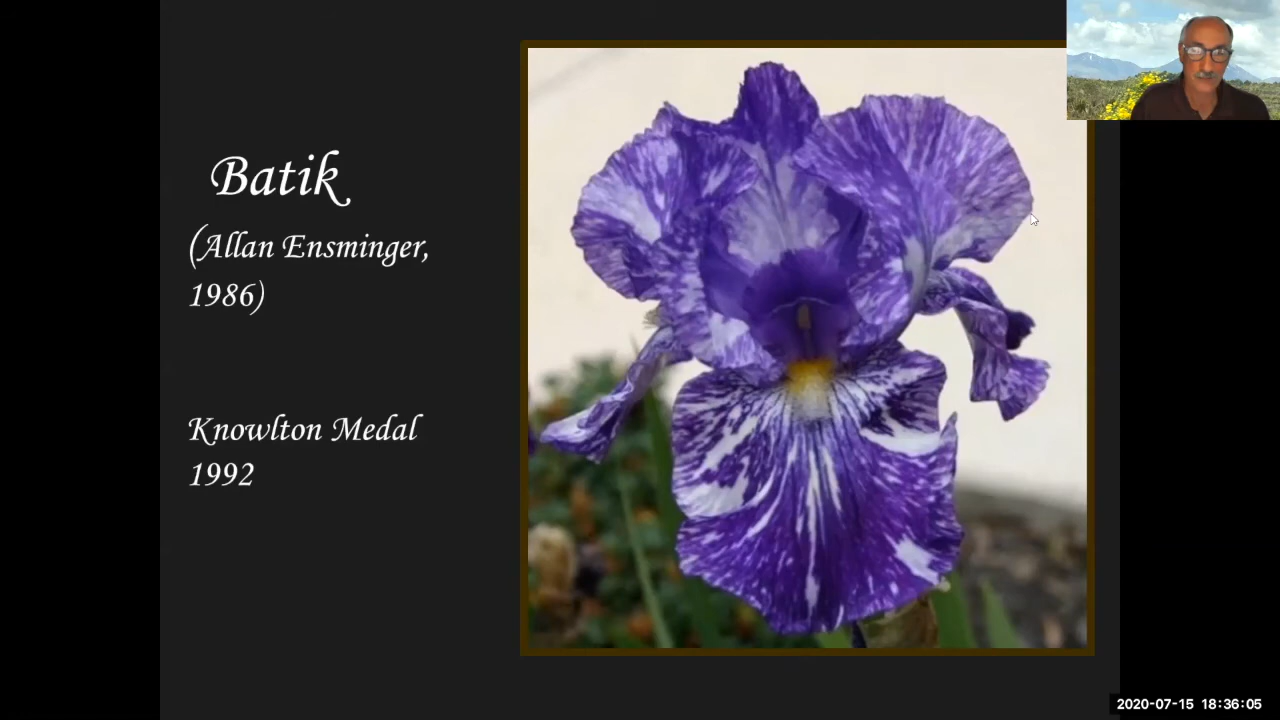 Batik
(Allan Ensminger,
1986)
Knowlton Medal
1992
2020-07-15 18:36:05